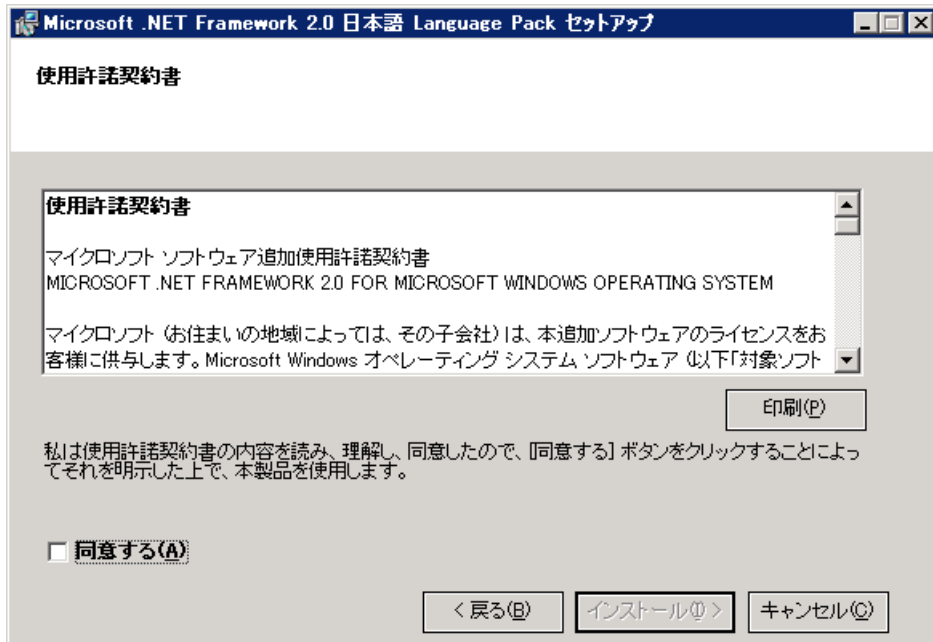 Microsoft .NET Framework 2.0 日本語 Language Pack セットアップ
使用許諾契約書
使用許諾契約書
マイクロソフト ソフトウェア追加使用許諾契約書
MICROSOFT .NET FRAMEWORK 2.0 FOR MICROSOFT WINDOWS OPERATING SYSTEM
マイクロソフト (お住まいの地域によっては、その子会社) は、本追加ソフトウェアのライセンスをお
客様に供与します。Microsoft Windows オペレーティング システム ソフトウェア (以下「対象ソフト
印刷(P)
私は使用許諾契約書の内容を読み、理解し、同意したので、[同意する] ボタンをクリックすることによっ
てそれを明示した上で、本製品を使用します。
同意する(A)
< 戻る(B)
インストール(I) >
キャンセル(C)